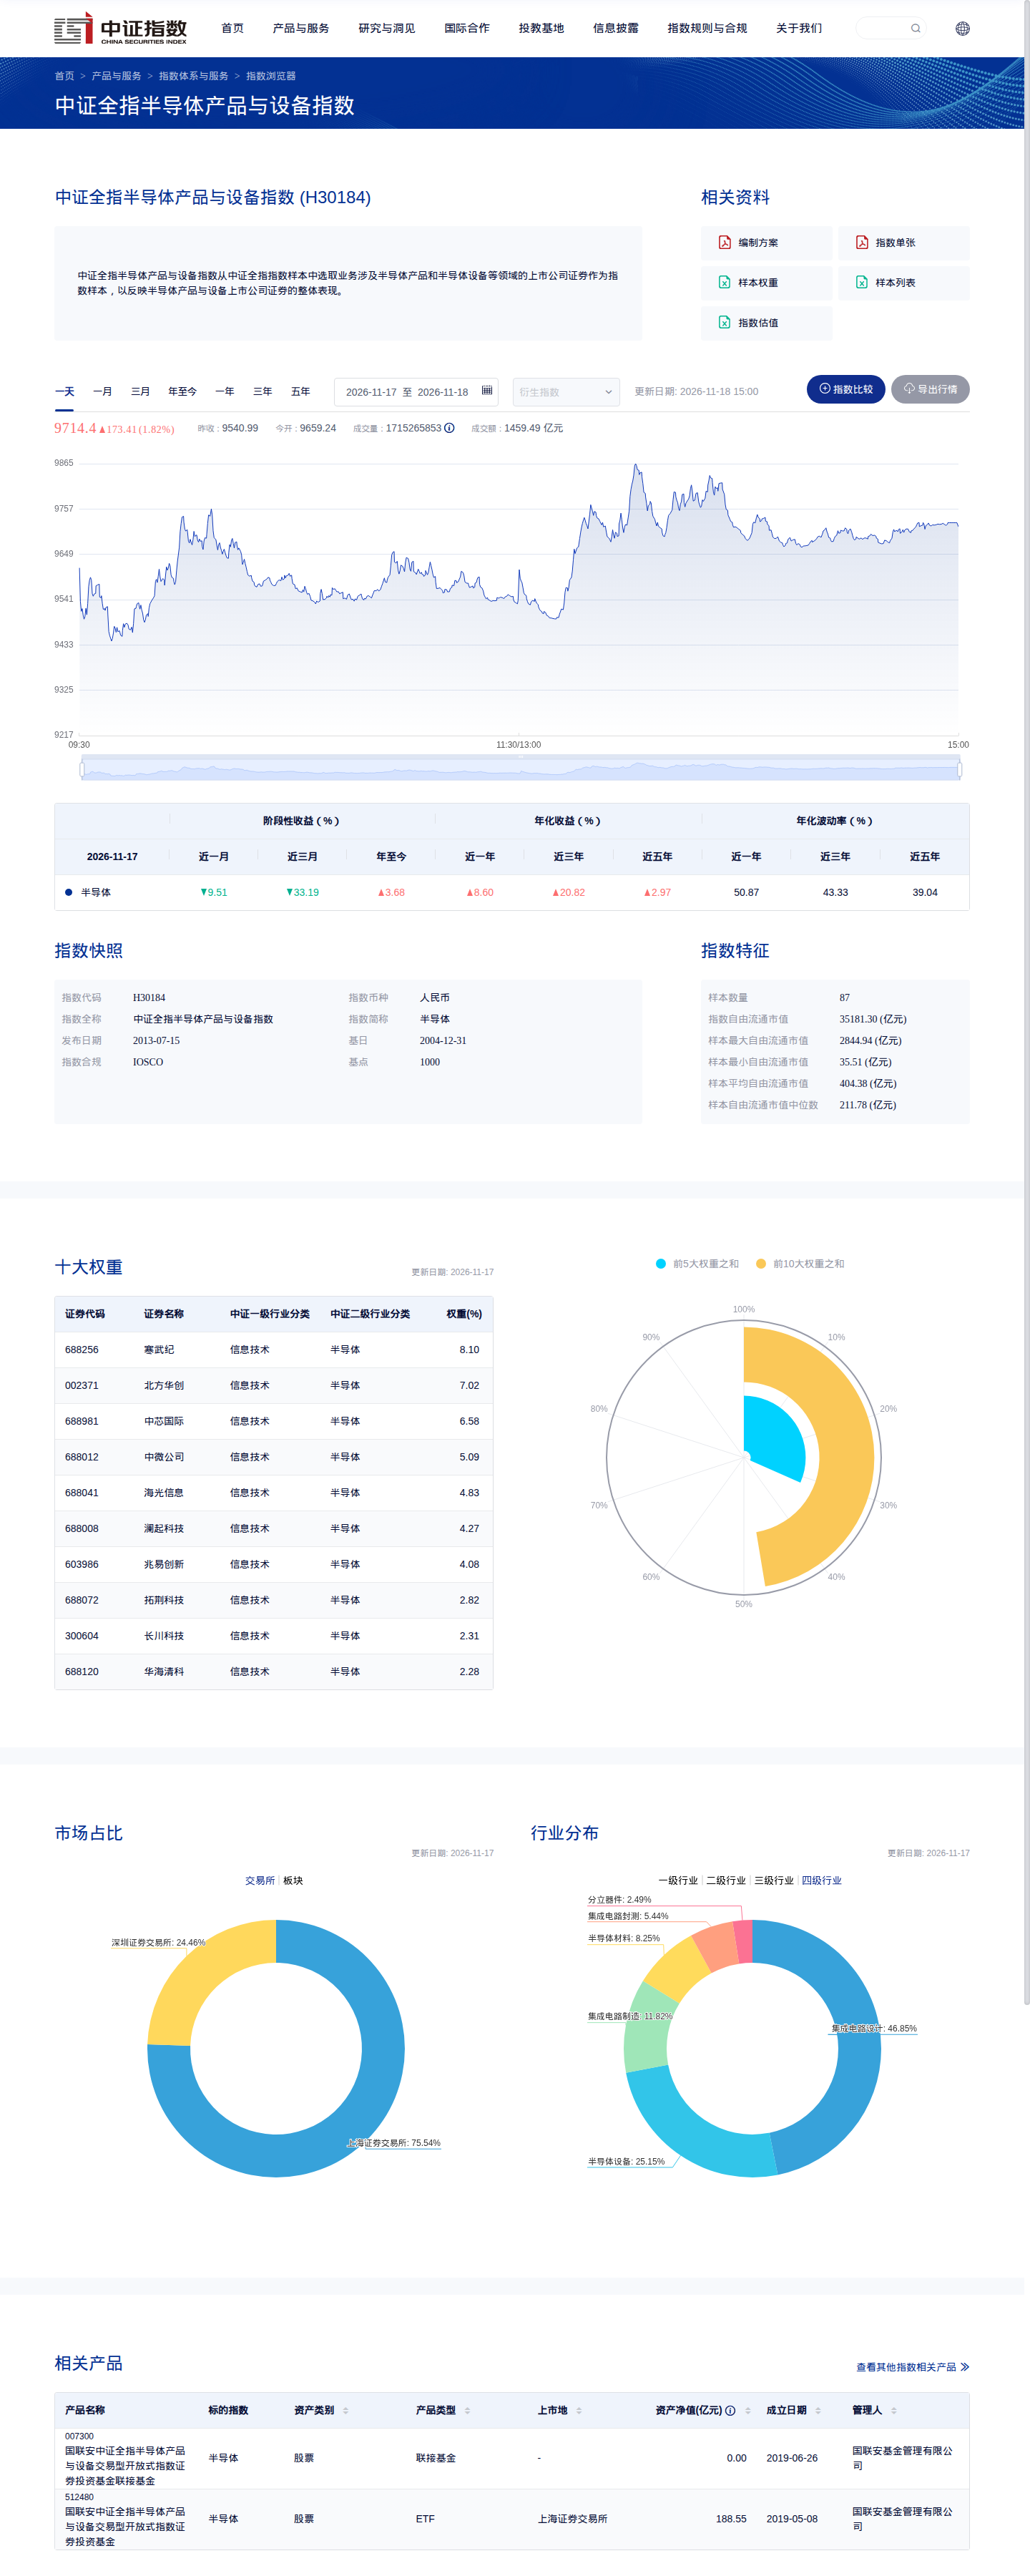 中证指数
CHINA SECURITIES INDEX
首页 产品与服务 研究与洞见 国际合作 投教基地 信息披露 指数规则与合规 关于我们
首页 > 产品与服务 > 指数体系与服务 > 指数浏览器
中证全指半导体产品与设备指数
中证全指半导体产品与设备指数 (H30184)
相关资料
中证全指半导体产品与设备指数从中证全指指数样本中选取业务涉及半导体产品和半导体设备等领域的上市公司证券作为指
数样本，以反映半导体产品与设备上市公司证券的整体表现。
编制方案 指数单张
样本权重 样本列表
指数估值
一天 一月 三月 年至今 一年 三年 五年 2026-11-17 至 2026-11-18 衍生指数 更新日期: 2026-11-18 15:00 指数比较 导出行情
9714.4 ▲173.41 (1.82%) 昨收 : 9540.99 今开 : 9659.24 成交量 : 1715265853 成交额 : 1459.49 亿元
9865
9757
9649
9541
9433
9325
9217
09:30 11:30/13:00 15:00
阶段性收益 ( % ) 年化收益 ( % ) 年化波动率 ( % )
2026-11-17 近一月 近三月 年至今 近一年 近三年 近五年 近一年 近三年 近五年
半导体 ▼9.51 ▼33.19 ▲3.68 ▲8.60 ▲20.82 ▲2.97 50.87 43.33 39.04
指数快照
指数代码 H30184 指数币种 人民币
指数全称 中证全指半导体产品与设备指数 指数简称 半导体
发布日期 2013-07-15 基日 2004-12-31
指数合规 IOSCO 基点 1000
指数特征
样本数量 87
指数自由流通市值 35181.30 (亿元)
样本最大自由流通市值 2844.94 (亿元)
样本最小自由流通市值 35.51 (亿元)
样本平均自由流通市值 404.38 (亿元)
样本自由流通市值中位数 211.78 (亿元)
十大权重
更新日期: 2026-11-17
证券代码 证券名称 中证一级行业分类 中证二级行业分类 权重(%)
688256 寒武纪 信息技术 半导体 8.10
002371 北方华创 信息技术 半导体 7.02
688981 中芯国际 信息技术 半导体 6.58
688012 中微公司 信息技术 半导体 5.09
688041 海光信息 信息技术 半导体 4.83
688008 澜起科技 信息技术 半导体 4.27
603986 兆易创新 信息技术 半导体 4.08
688072 拓荆科技 信息技术 半导体 2.82
300604 长川科技 信息技术 半导体 2.31
688120 华海清科 信息技术 半导体 2.28
前5大权重之和 前10大权重之和
100%
90% 10%
80% 20%
70% 30%
60% 40%
50%
市场占比
更新日期: 2026-11-17
交易所 板块
深圳证券交易所: 24.46%
上海证券交易所: 75.54%
行业分布
更新日期: 2026-11-17
一级行业 二级行业 三级行业 四级行业
分立器件: 2.49%
集成电路封测: 5.44%
半导体材料: 8.25%
集成电路制造: 11.82%
集成电路设计: 46.85%
半导体设备: 25.15%
相关产品
查看其他指数相关产品
产品名称 标的指数 资产类别 产品类型 上市地 资产净值(亿元) 成立日期 管理人
007300
国联安中证全指半导体产品
与设备交易型开放式指数证
券投资基金联接基金
半导体 股票 联接基金 - 0.00 2019-06-26
国联安基金管理有限公
司
512480
国联安中证全指半导体产品
与设备交易型开放式指数证
券投资基金
半导体 股票 ETF 上海证券交易所 188.55 2019-05-08
国联安基金管理有限公
司